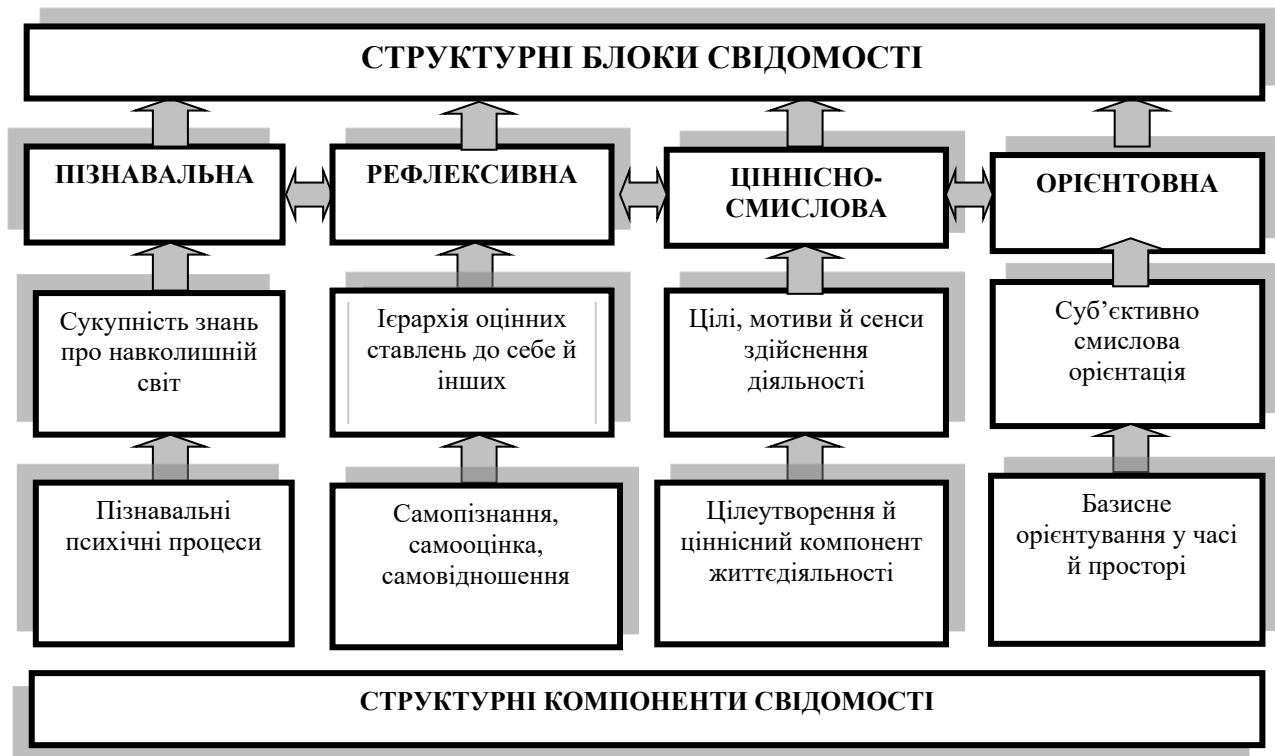 СТРУКТУРНІ БЛОКИ СВІДОМОСТІ
ПІЗНАВАЛЬНА
РЕФЛЕКСИВНА
ЦІННІСНО-
СМИСЛОВА
ОРІЄНТОВНА
Сукупність знань
про навколишній
світ
Ієрархія оцінних
ставлень до себе й
інших
Цілі, мотиви й сенси
здійснення
діяльності
Суб’єктивно
смислова
орієнтація
Пізнавальні
психічні процеси
Самопізнання,
самооцінка,
самовідношення
Цілеутворення й
ціннісний компонент
життєдіяльності
Базисне
орієнтування у часі
й просторі
СТРУКТУРНІ КОМПОНЕНТИ СВІДОМОСТІ